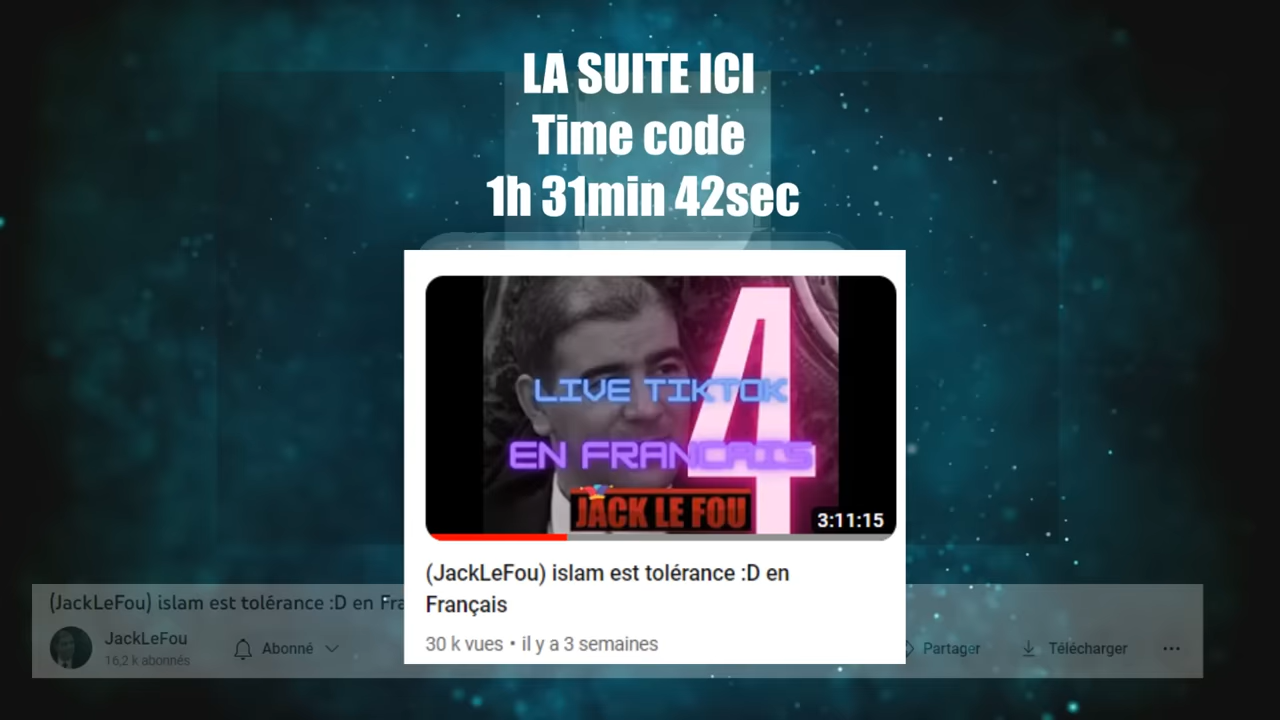 LA SUITE ICI
Time code
1h 31min 42sec
LIVE TIKTOK
EN FRANCAIS
4
JACK LE FOU
3:11:15
(JackLeFou) islam est tolérance :D en
Français
30 k vues • il y a 3 semaines
(JackLeFou) islam est tolérance :D en Fra
JackLeFou
16,2 k abonnés
Abonné
Partager
Télécharger